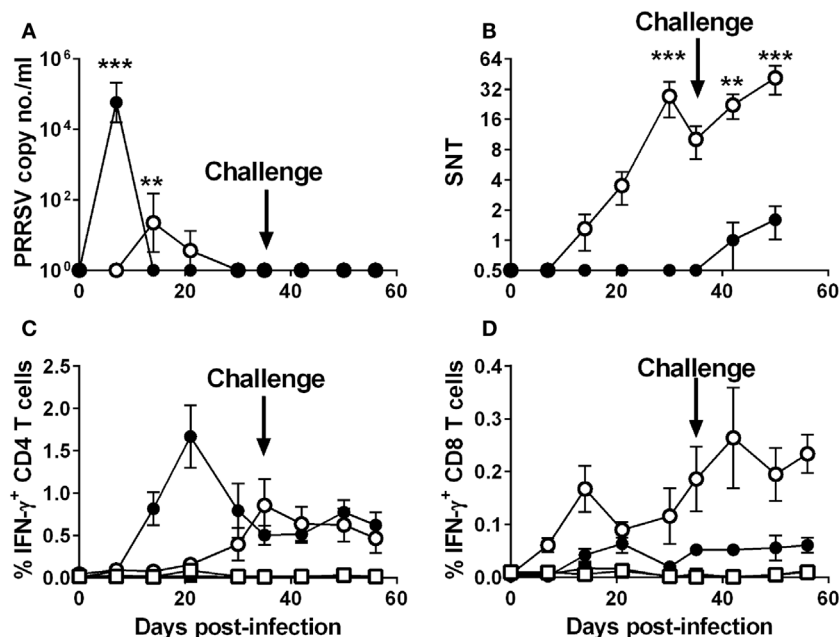 A
PRRSV copy no./ml
10⁶
10⁴
10²
10⁰
***
**
Challenge
0 20 40 60
B
SNT
64
32
16
8
4
2
1
0.5
Challenge
***
**
***
0 20 40 60
C
% IFN-γ⁺ CD4 T cells
2.5
2.0
1.5
1.0
0.5
0.0
Challenge
0 20 40 60
Days post-infection
D
% IFN-γ⁺ CD8 T cells
0.4
0.3
0.2
0.1
0.0
Challenge
0 20 40 60
Days post-infection